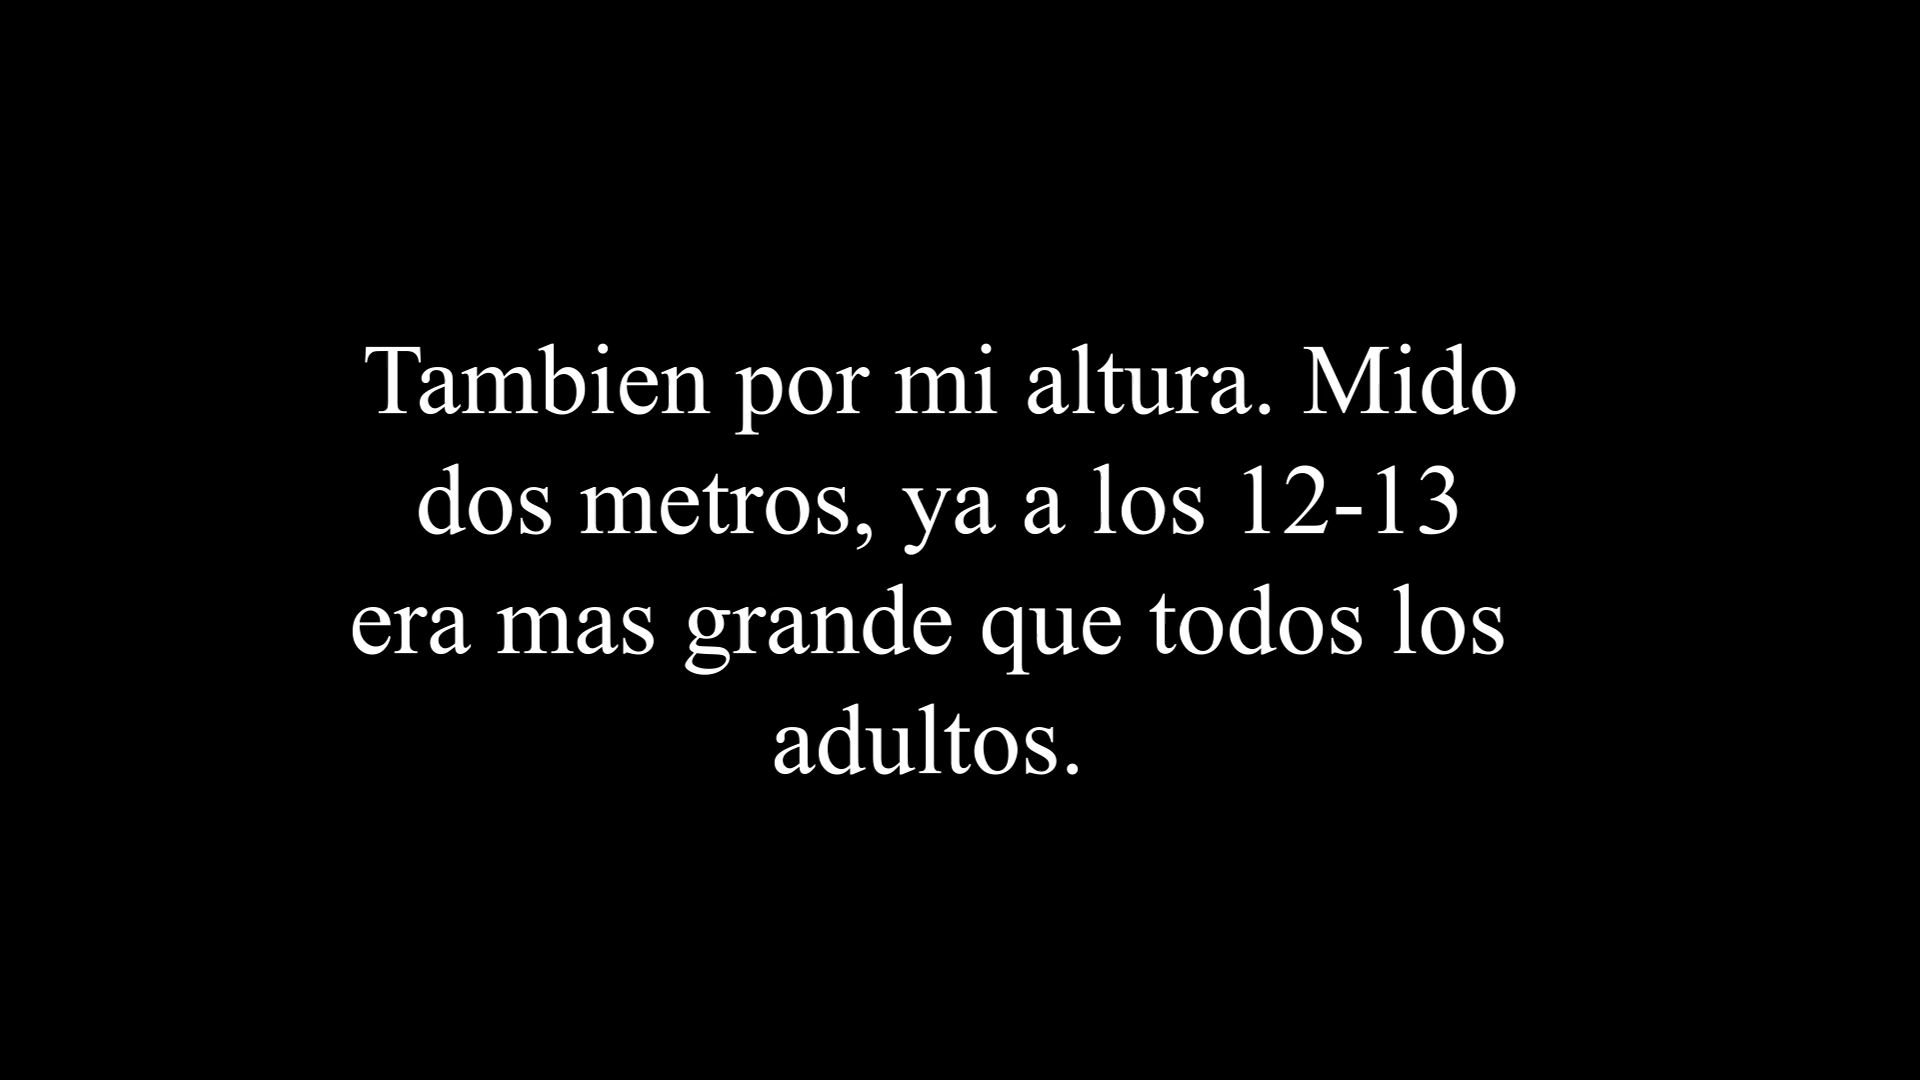 Tambien por mi altura. Mido
dos metros, ya a los 12-13
era mas grande que todos los
adultos.